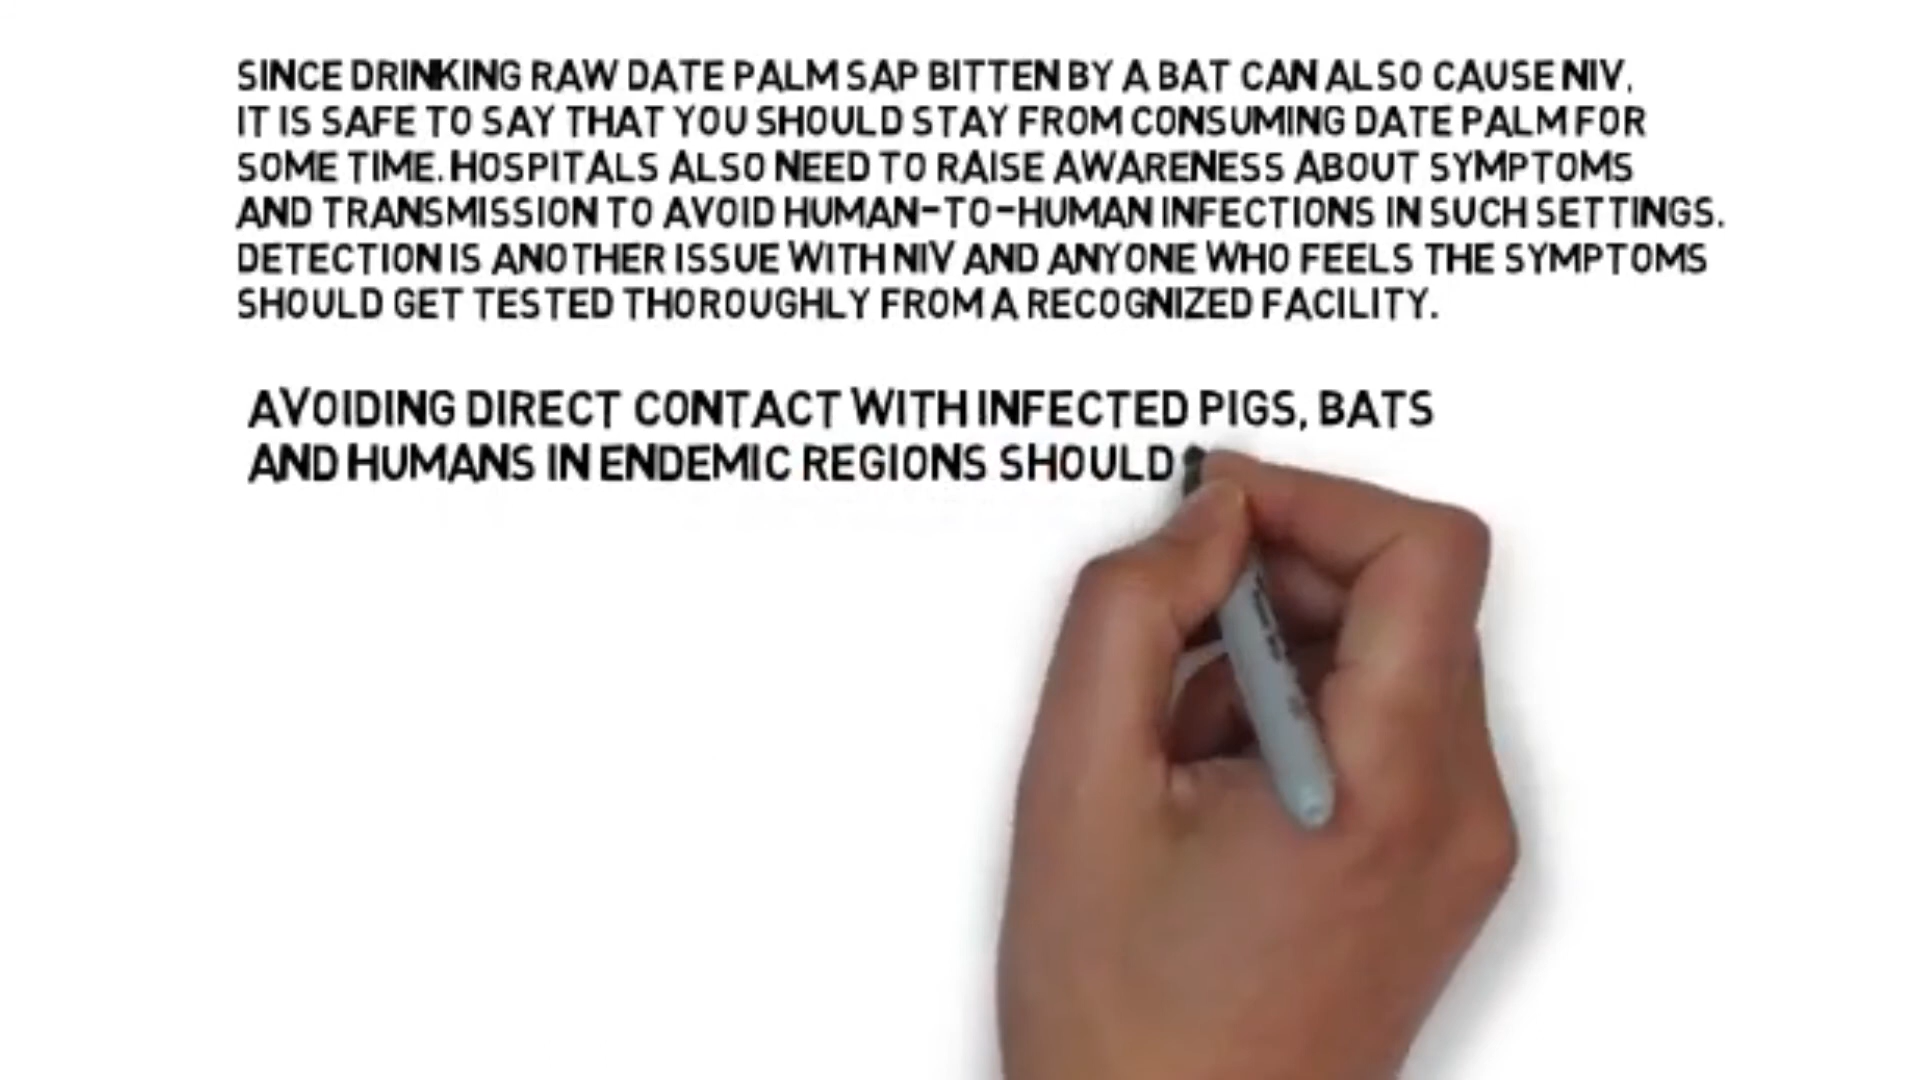 SINCE DRINKING RAW DATE PALM SAP BITTEN BY A BAT CAN ALSO CAUSE NIV,
IT IS SAFE TO SAY THAT YOU SHOULD STAY FROM CONSUMING DATE PALM FOR
SOME TIME. HOSPITALS ALSO NEED TO RAISE AWARENESS ABOUT SYMPTOMS
AND TRANSMISSION TO AVOID HUMAN-TO-HUMAN INFECTIONS IN SUCH SETTINGS.
DETECTION IS ANOTHER ISSUE WITH NIV AND ANYONE WHO FEELS THE SYMPTOMS
SHOULD GET TESTED THOROUGHLY FROM A RECOGNIZED FACILITY.
AVOIDING DIRECT CONTACT WITH INFECTED PIGS, BATS
AND HUMANS IN ENDEMIC REGIONS SHOULD